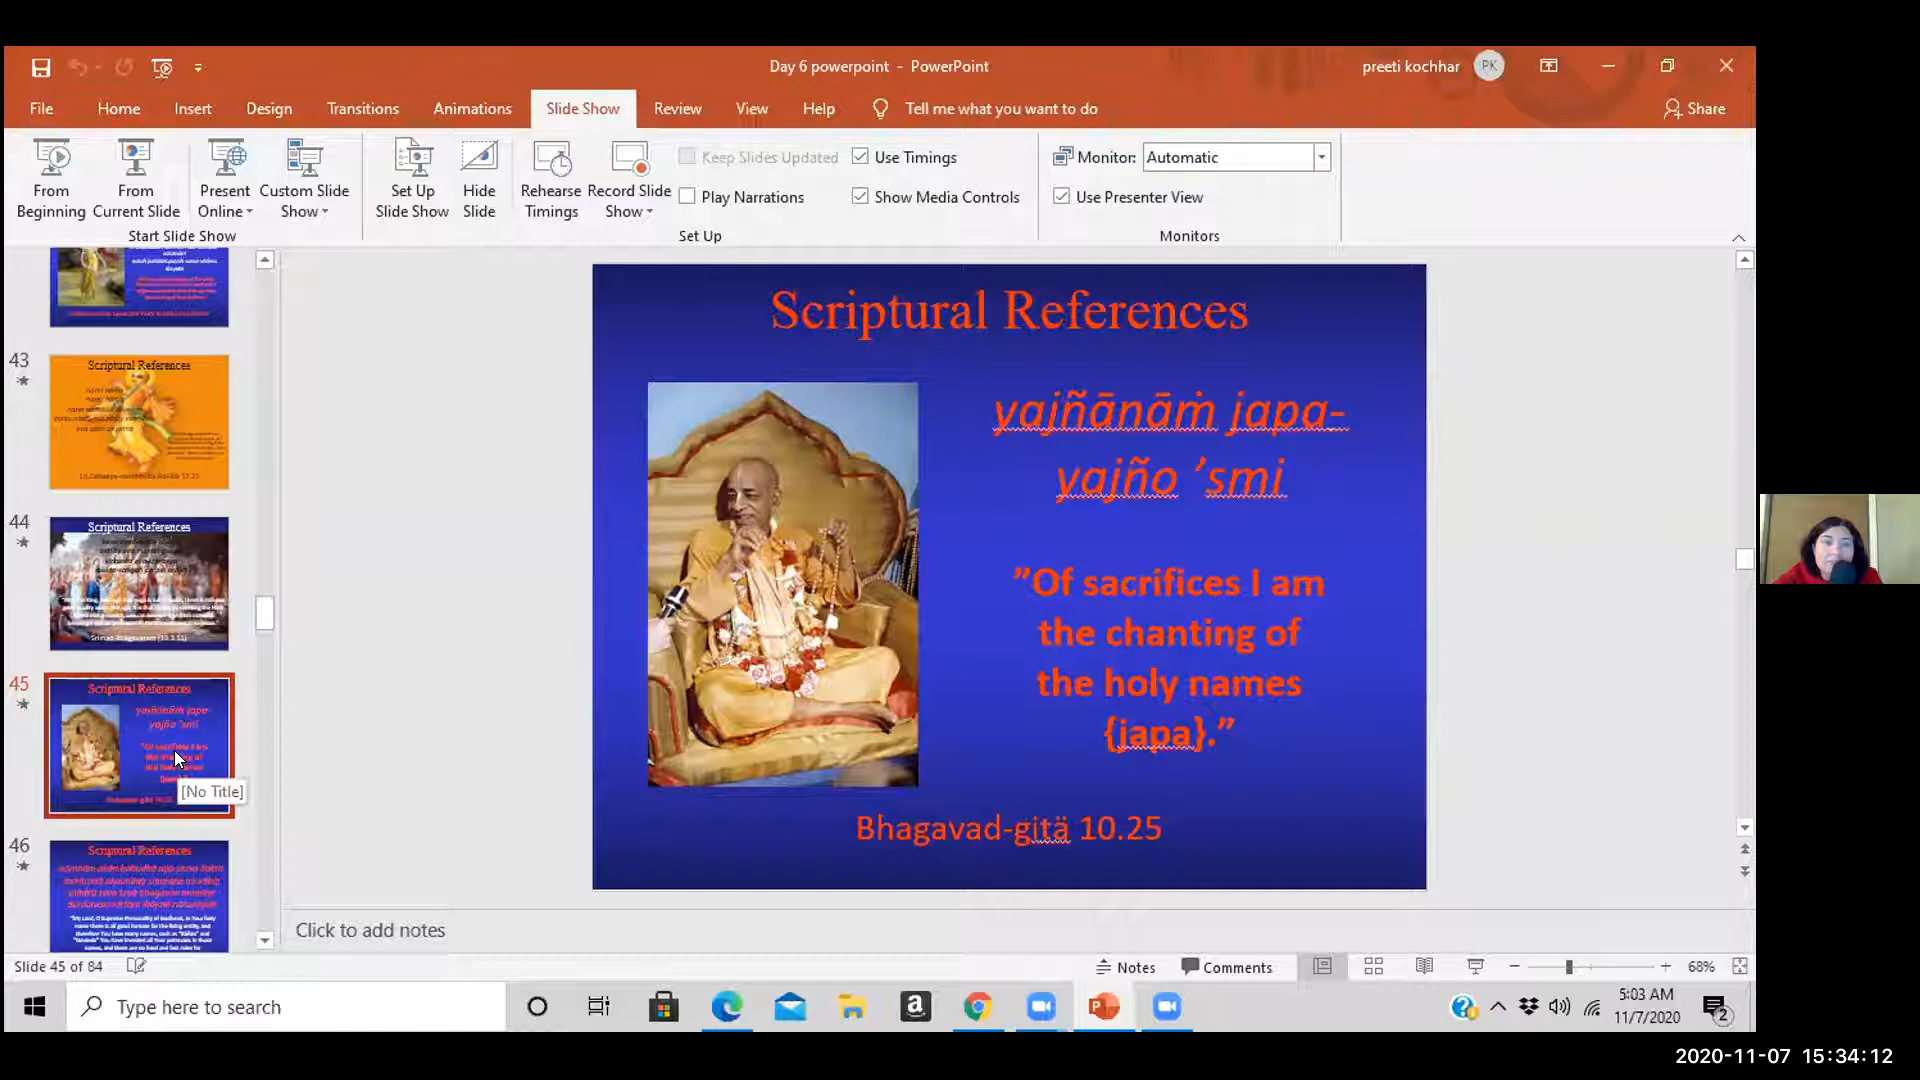 Day 6 powerpoint - PowerPoint
preeti kochhar
PK
File
Home
Insert
Design
Transitions
Animations
Slide Show
Review
View
Help
Tell me what you want to do
Share
From Beginning
From Current Slide
Present Online
Custom Slide Show
Set Up Slide Show
Hide Slide
Rehearse Timings
Record Slide Show
Keep Slides Updated
Play Narrations
Use Timings
Show Media Controls
Monitor:
Automatic
Use Presenter View
Start Slide Show
Set Up
Monitors
43
Scriptural References
44
Scriptural References
45
Scriptural References
yajñānāṁ japa-
yajño ’smi
[No Title]
46
Scriptural References
Scriptural References
yajñānāṁ japa-
yajño ’smi
”Of sacrifices I am
the chanting of
the holy names
{japa}.”
Bhagavad-gitä 10.25
Click to add notes
Slide 45 of 84
Notes
Comments
68%
Type here to search
5:03 AM
11/7/2020
2
2020-11-07 15:34:12